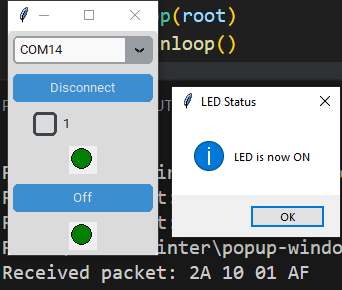 p(root)
nloop()
COM14
Disconnect
1
Off
LED Status
LED is now ON
OK
inter\popup-windo
Received packet: 2A 10 01 AF